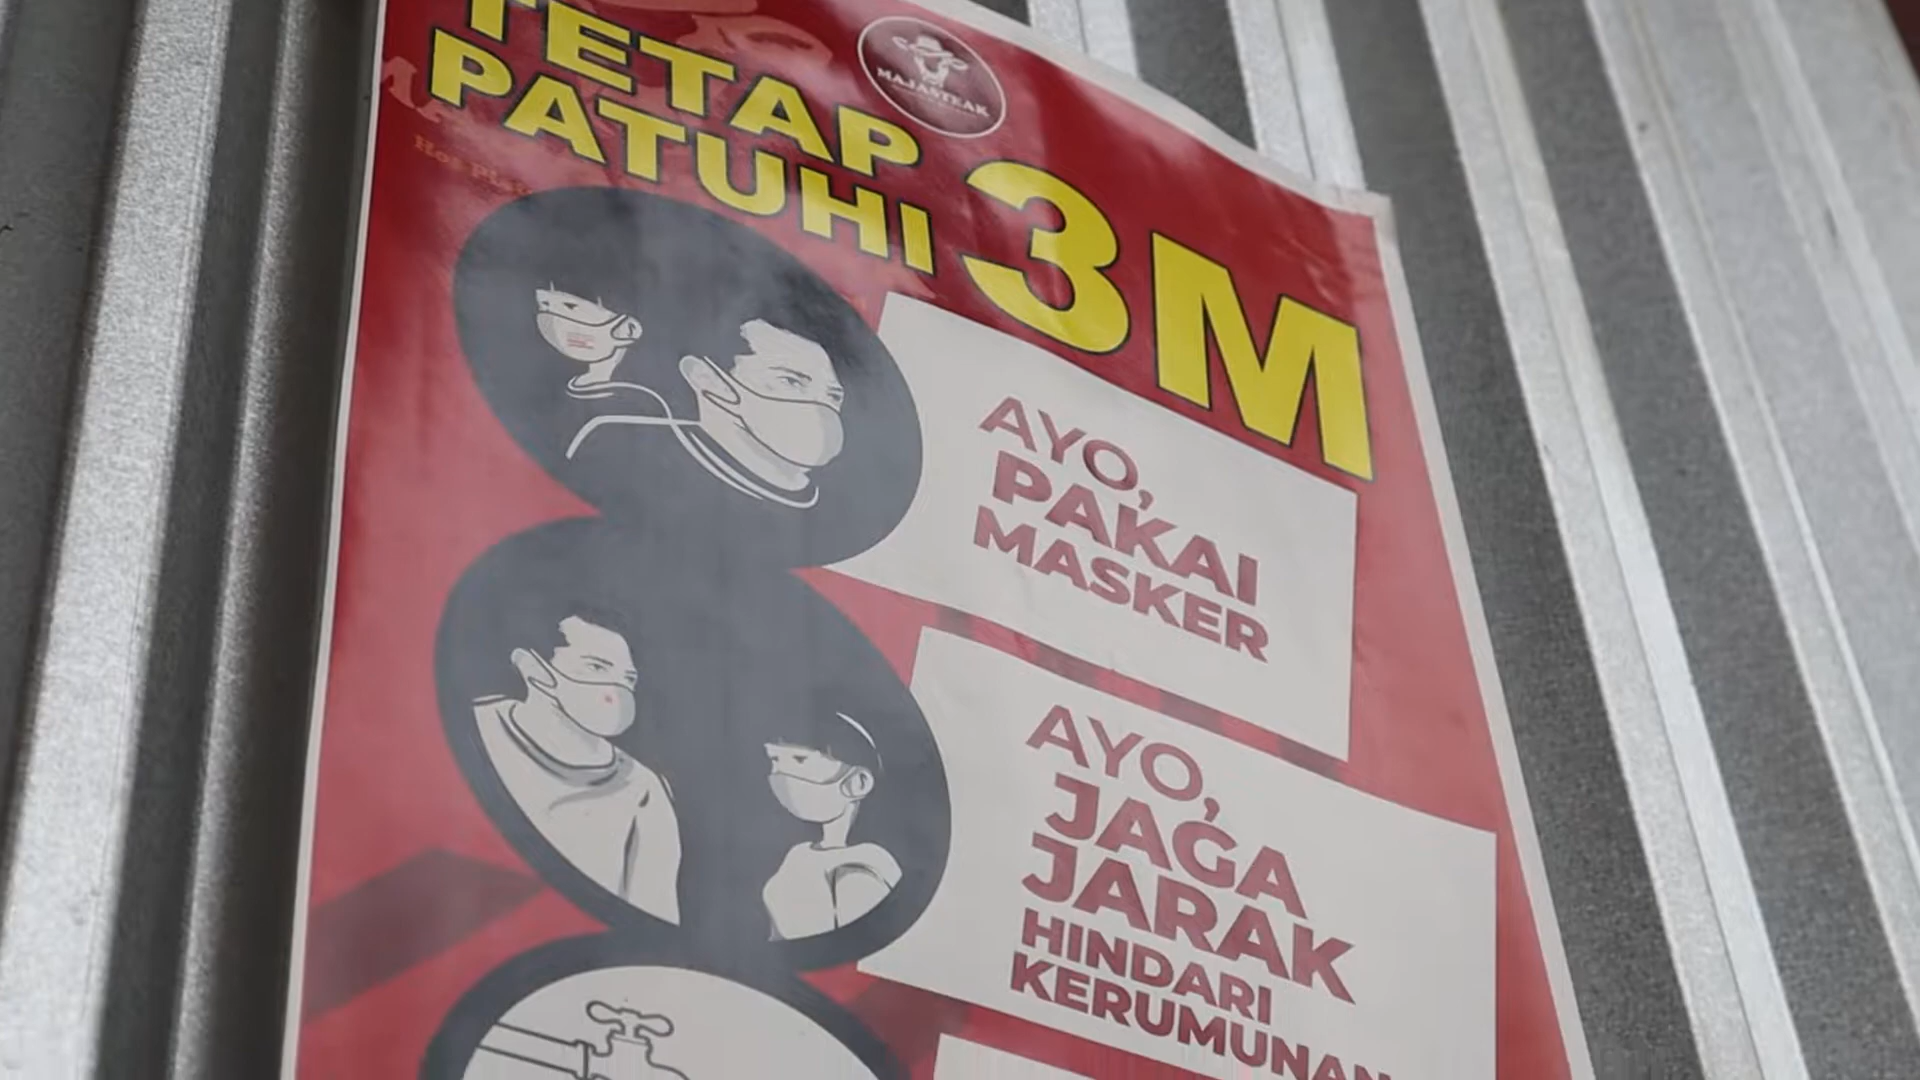 TETAP
PATUHI
3M
MAJASTEAK
AYO,
PAKAI
MASKER
AYO,
JAGA
JARAK
HINDARI
KERUMUNAN